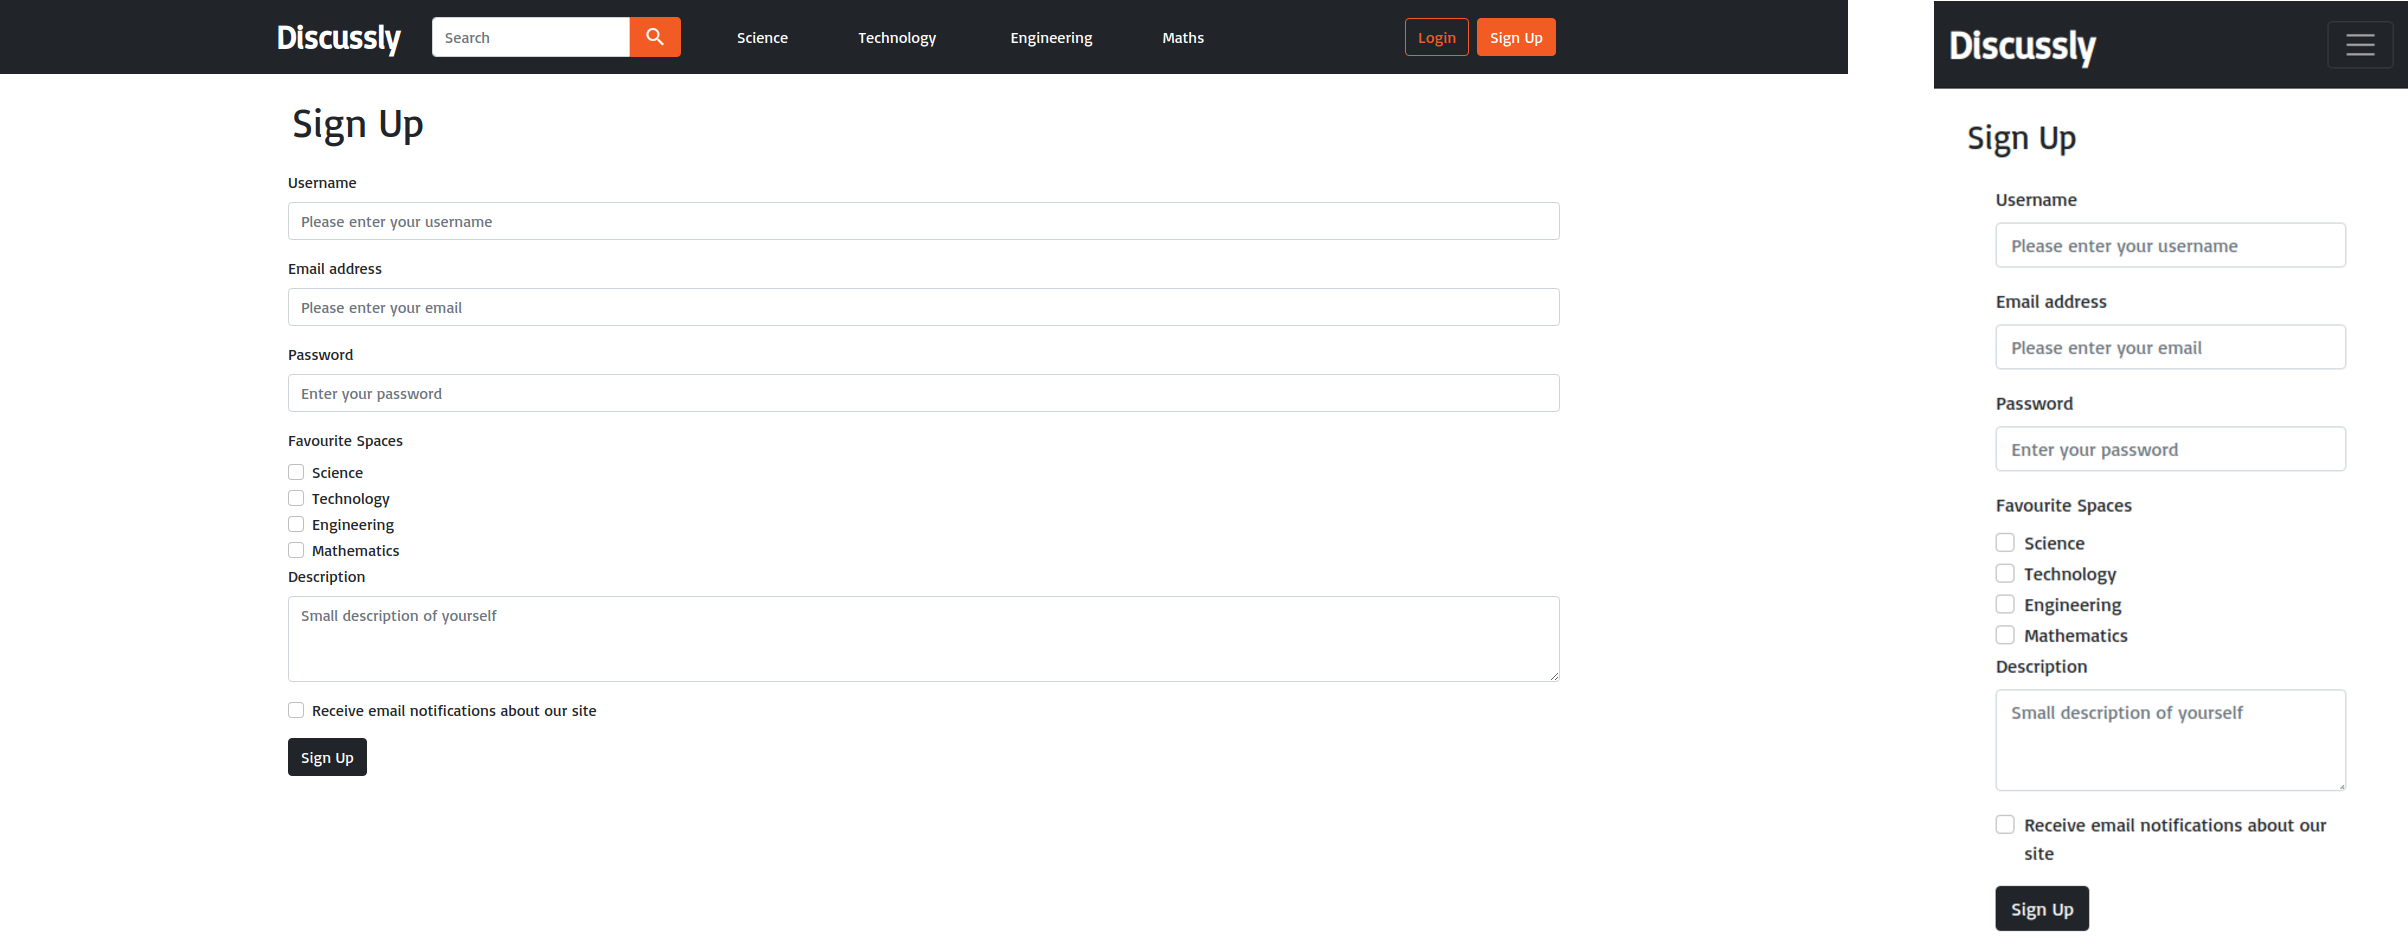 Discussly
Search
Science
Technology
Engineering
Maths
Login
Sign Up
Sign Up
Username
Please enter your username
Email address
Please enter your email
Password
Enter your password
Favourite Spaces
Science
Technology
Engineering
Mathematics
Description
Small description of yourself
Receive email notifications about our site
Sign Up
Discussly
Sign Up
Username
Please enter your username
Email address
Please enter your email
Password
Enter your password
Favourite Spaces
Science
Technology
Engineering
Mathematics
Description
Small description of yourself
Receive email notifications about our
site
Sign Up